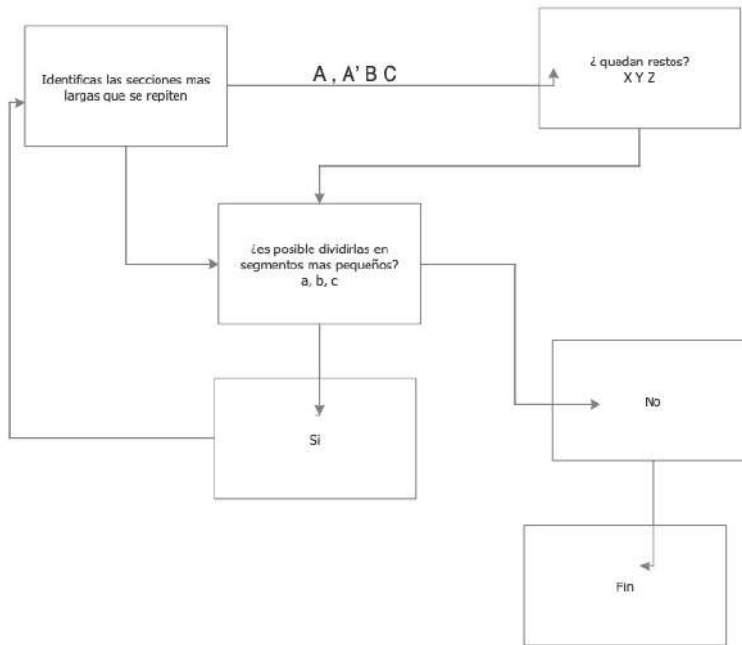 Identificas las secciones mas
largas que se repiten
A , A' B C
¿ quedan restos?
X Y Z
¿es posible dividirlas en
segmentos mas pequeños?
a, b, c
Si
No
Fin